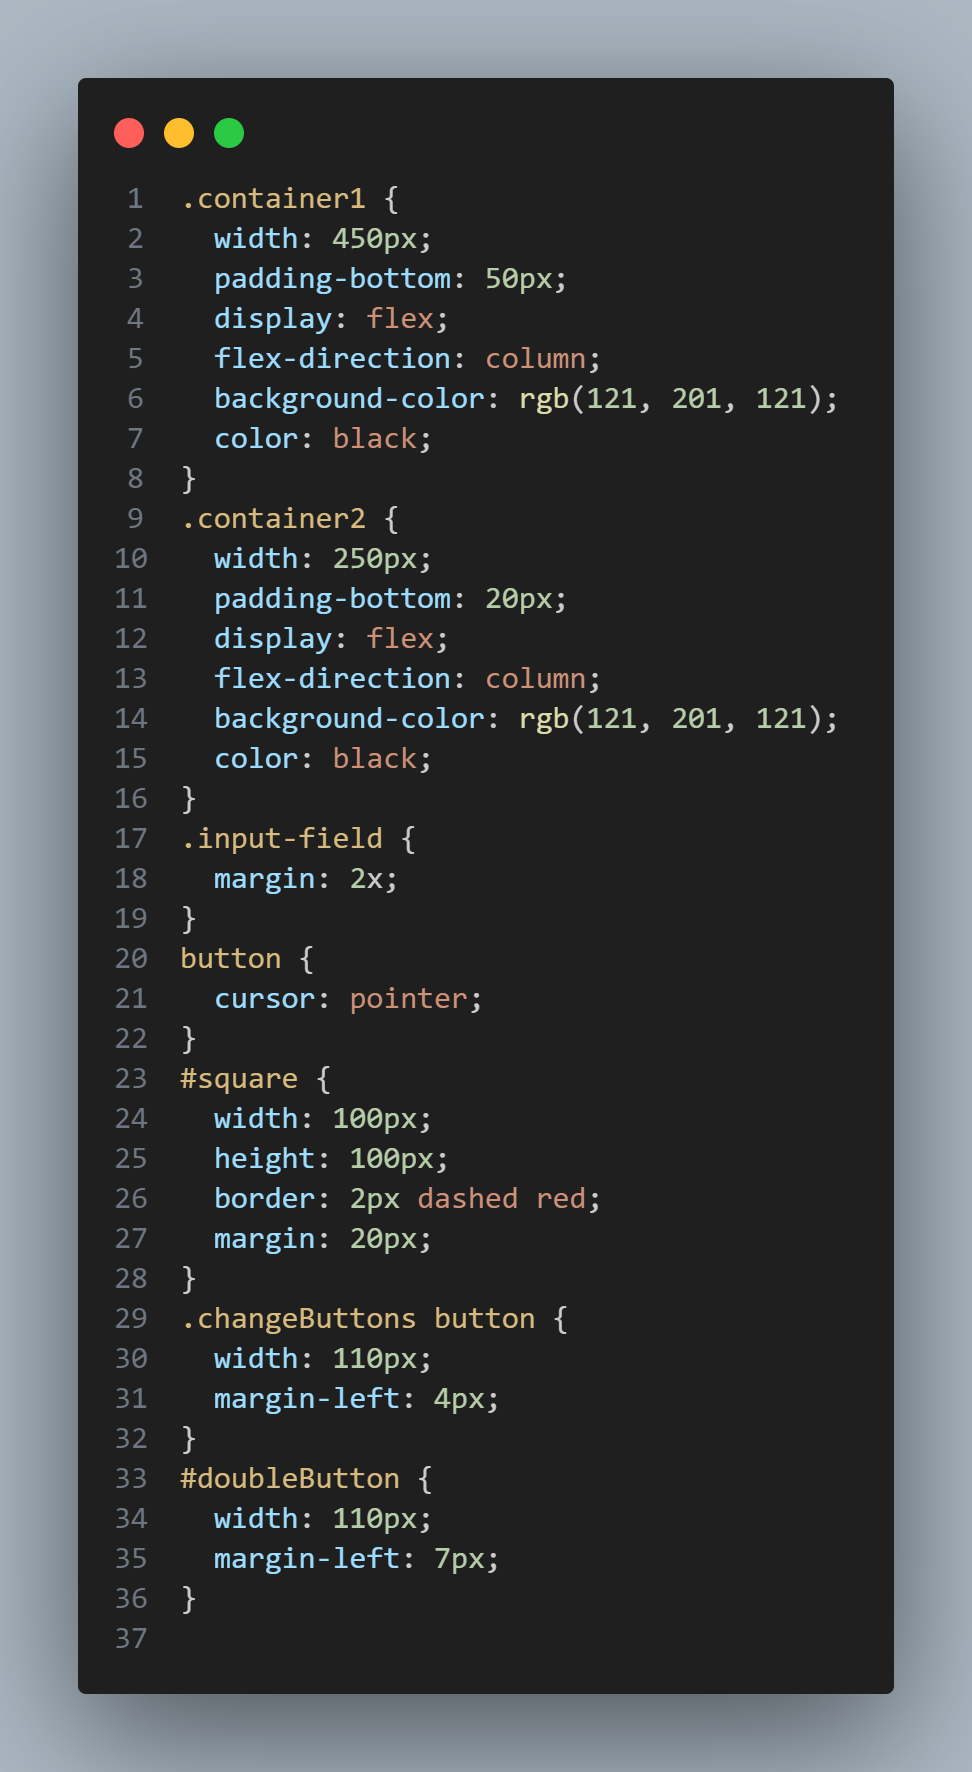 1 .container1 {
2   width: 450px;
3   padding-bottom: 50px;
4   display: flex;
5   flex-direction: column;
6   background-color: rgb(121, 201, 121);
7   color: black;
8 }
9 .container2 {
10   width: 250px;
11   padding-bottom: 20px;
12   display: flex;
13   flex-direction: column;
14   background-color: rgb(121, 201, 121);
15   color: black;
16 }
17 .input-field {
18   margin: 2x;
19 }
20 button {
21   cursor: pointer;
22 }
23 #square {
24   width: 100px;
25   height: 100px;
26   border: 2px dashed red;
27   margin: 20px;
28 }
29 .changeButtons button {
30   width: 110px;
31   margin-left: 4px;
32 }
33 #doubleButton {
34   width: 110px;
35   margin-left: 7px;
36 }
37